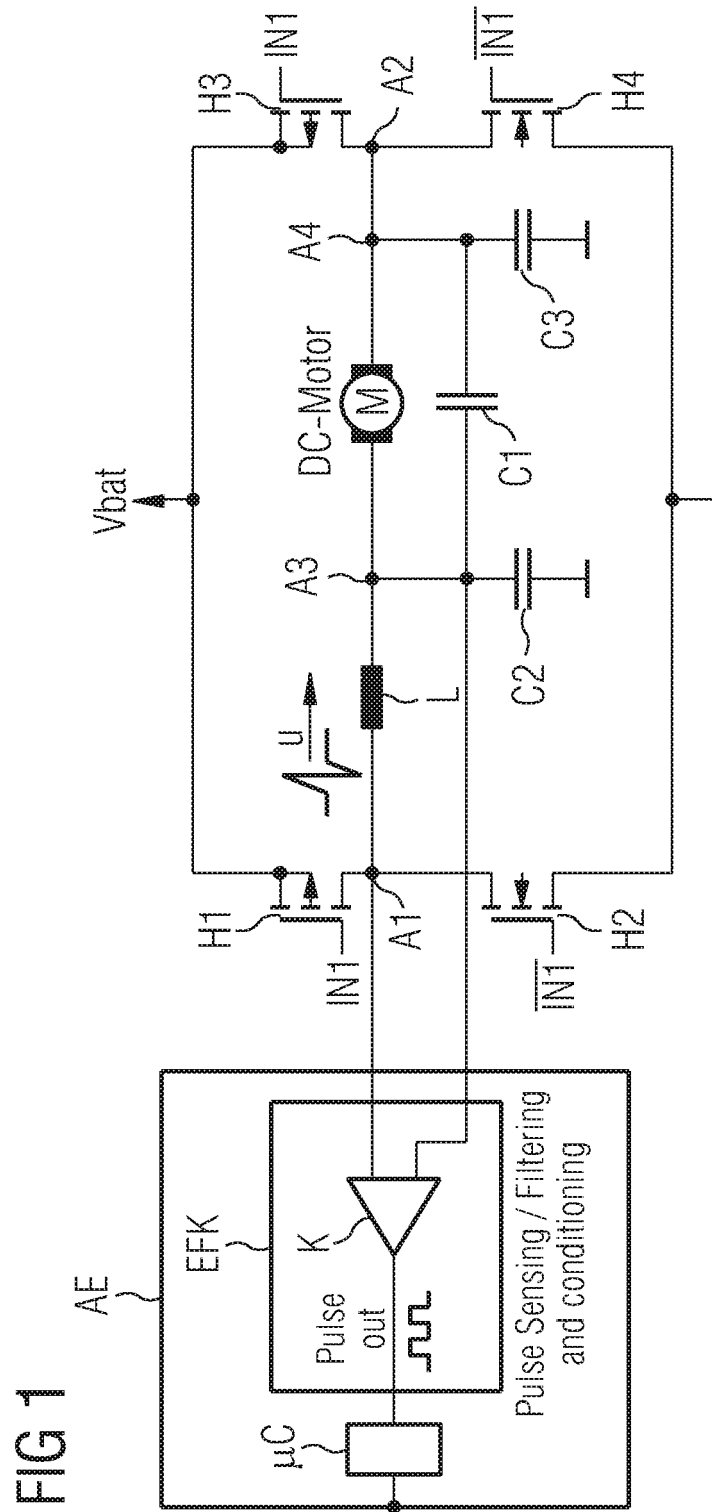 FIG 1
AE
EFK
K
Pulse
out
µC
Pulse Sensing / Filtering
and conditioning
Vbat
H1
IN1
A1
IN1
H2
u
L
A3
DC-Motor
M
A4
C2
C1
C3
H3
IN1
A2
IN1
H4